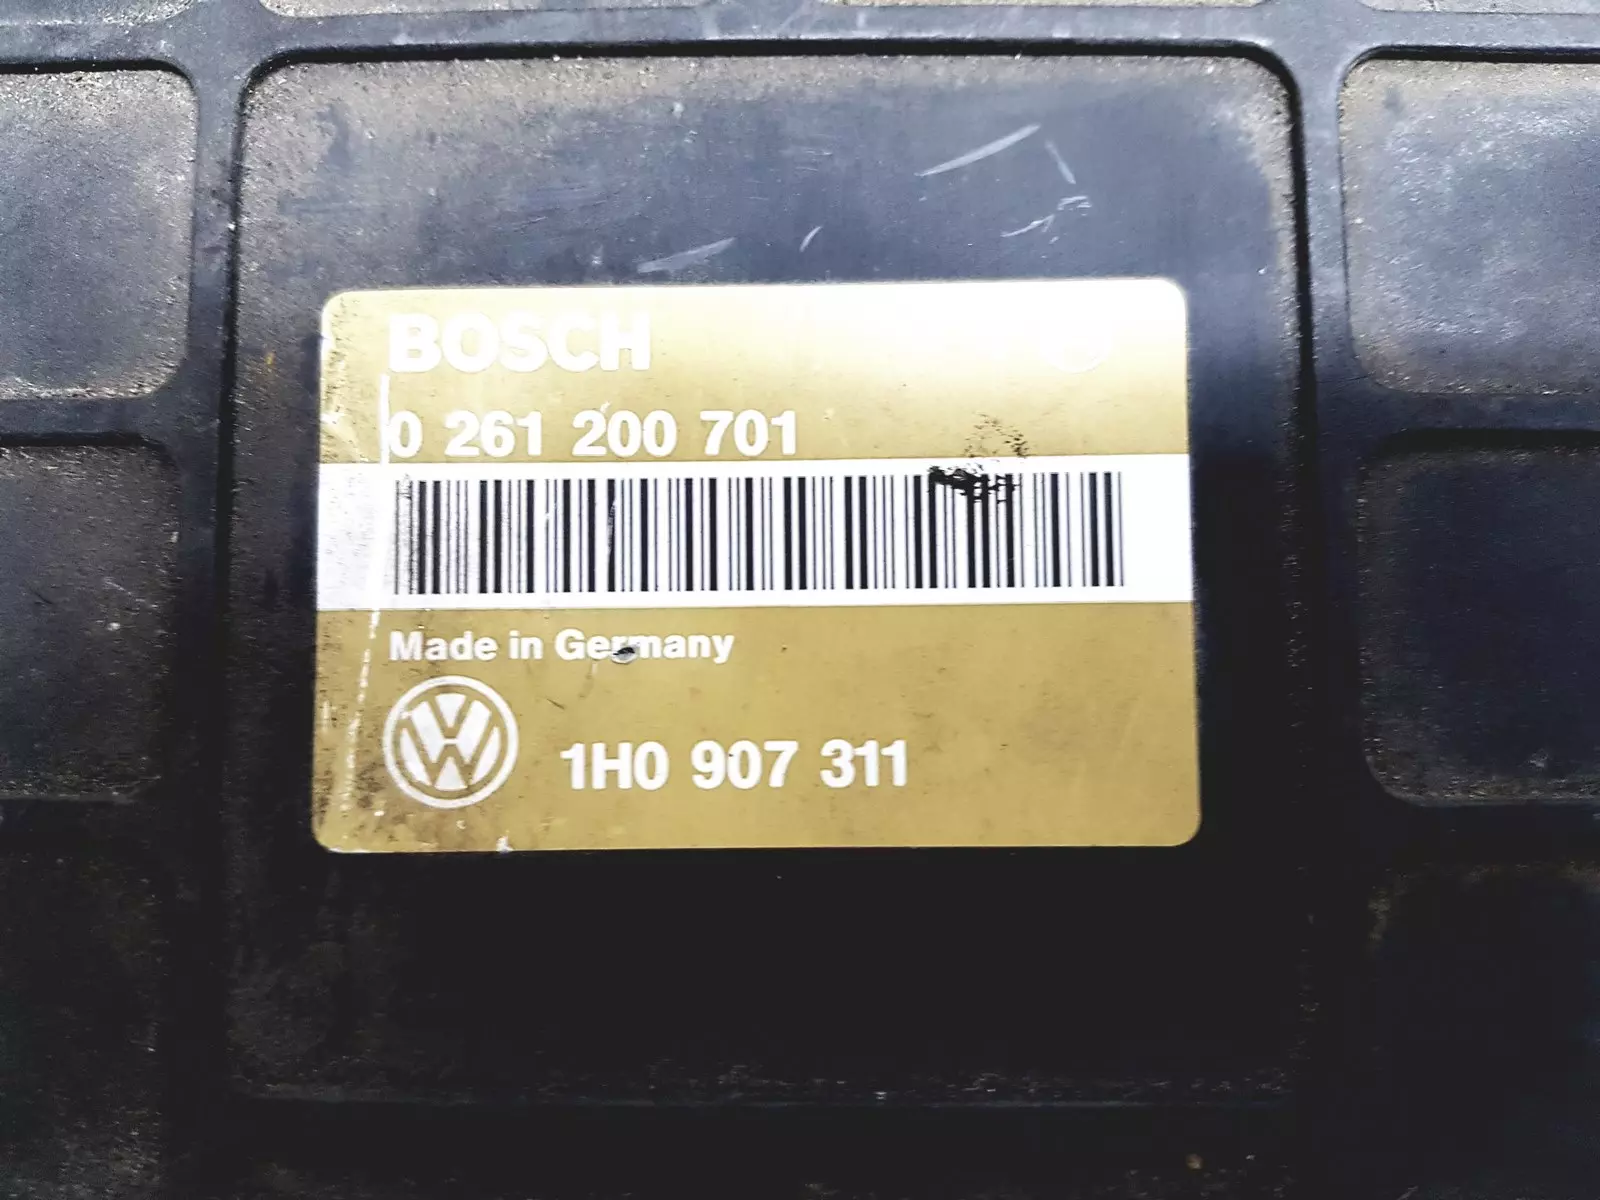 BOSCH
0 261 200 701
Made in Germany
1H0 907 311